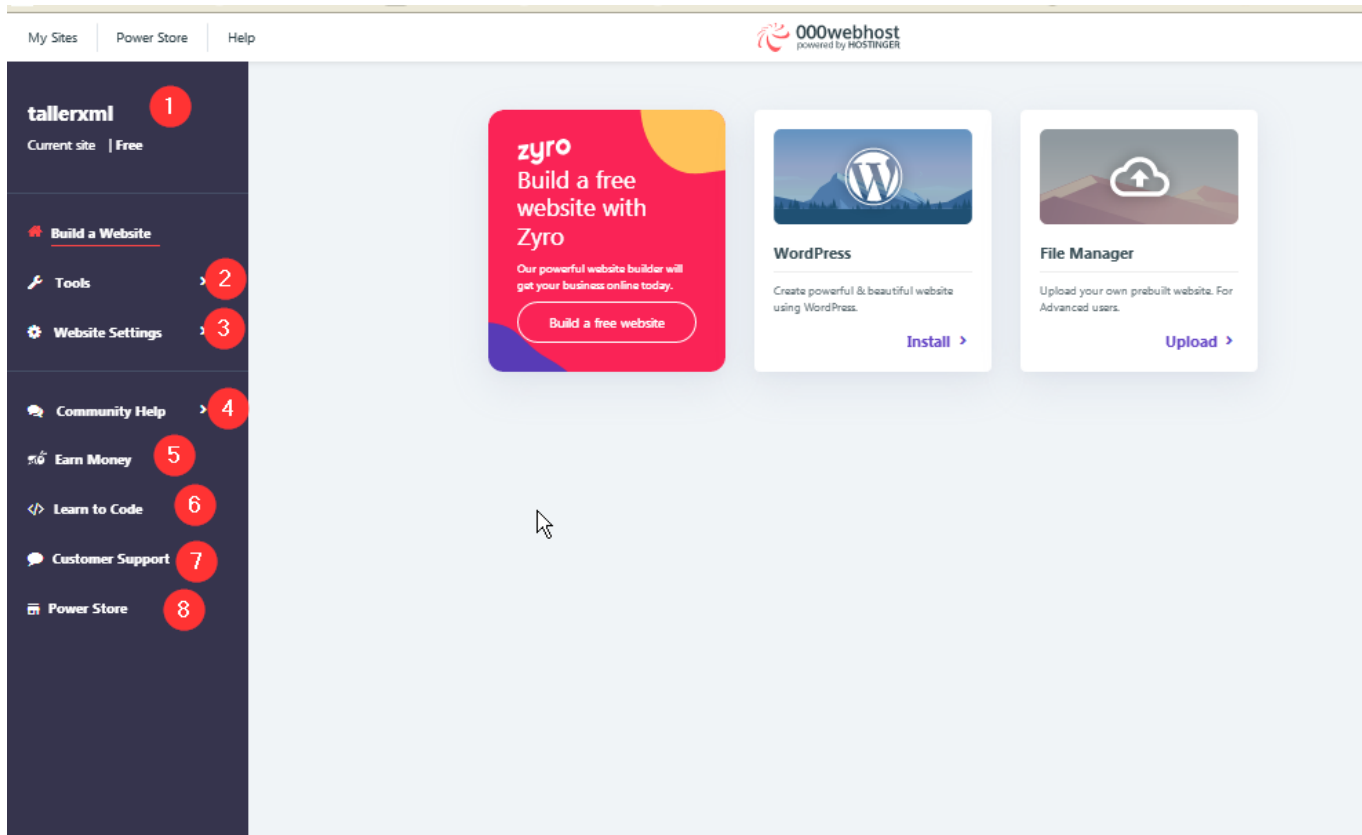 My Sites
Power Store
Help
000webhost
powered by HOSTINGER
tallerxml
1
Current site | Free
Build a Website
Tools
2
Website Settings
3
Community Help
4
Earn Money
5
Learn to Code
6
Customer Support
7
Power Store
8
zyro
Build a free
website with
Zyro
Our powerful website builder will
get your business online today.
Build a free website
WordPress
Create powerful & beautiful website
using WordPress.
Install
File Manager
Upload your own prebuilt website. For
Advanced users.
Upload